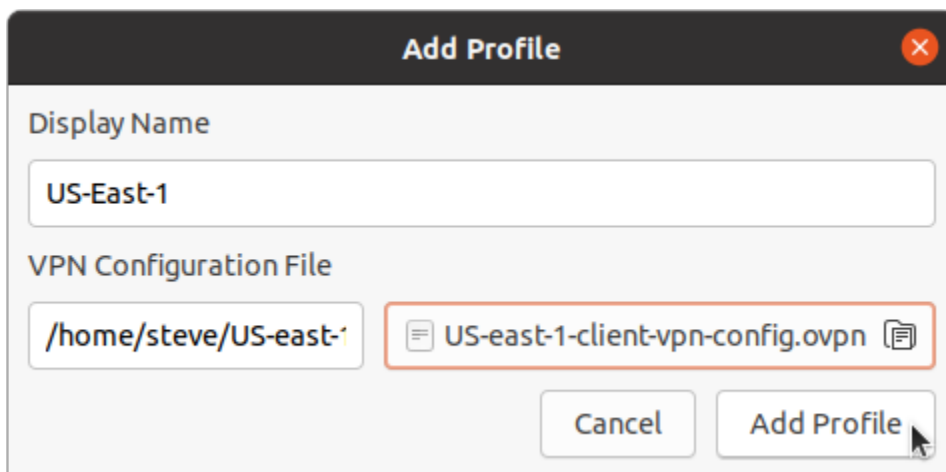 Add Profile
Display Name
US-East-1
VPN Configuration File
/home/steve/US-east-1 US-east-1-client-vpn-config.ovpn
Cancel Add Profile